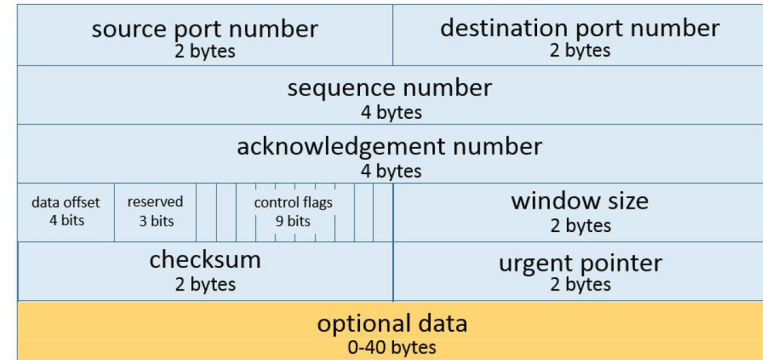 source port number
2 bytes
destination port number
2 bytes
sequence number
4 bytes
acknowledgement number
4 bytes
data offset
4 bits
reserved
3 bits
control flags
9 bits
window size
2 bytes
checksum
2 bytes
urgent pointer
2 bytes
optional data
0-40 bytes